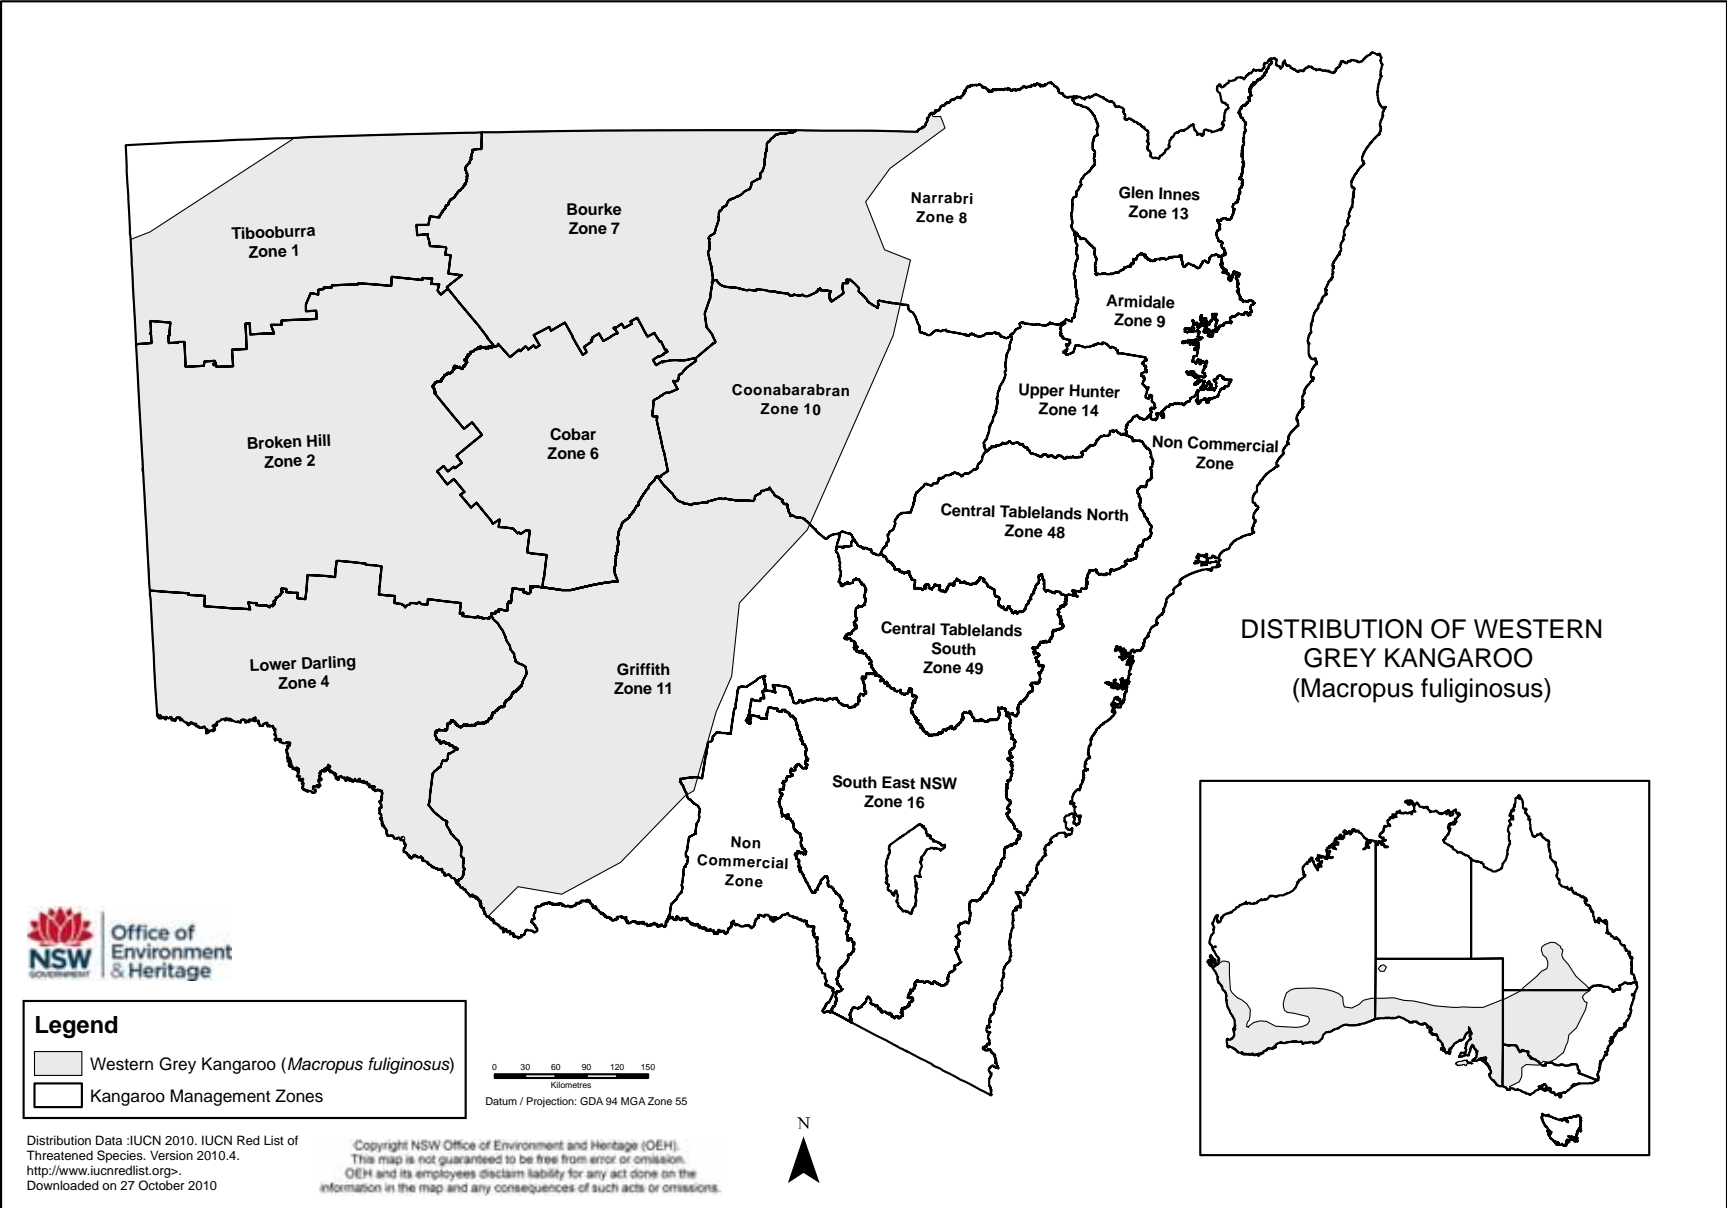 Tibooburra
Zone 1
Bourke
Zone 7
Narrabri
Zone 8
Glen Innes
Zone 13
Armidale
Zone 9
Broken Hill
Zone 2
Cobar
Zone 6
Coonabarabran
Zone 10
Upper Hunter
Zone 14
Non Commercial
Zone
Central Tablelands North
Zone 48
Central Tablelands
South
Zone 49
Lower Darling
Zone 4
Griffith
Zone 11
South East NSW
Zone 16
Non
Commercial
Zone
DISTRIBUTION OF WESTERN
GREY KANGAROO
(Macropus fuliginosus)
NSW
GOVERNMENT
Office of
Environment
& Heritage
Legend
Western Grey Kangaroo (Macropus fuliginosus)
Kangaroo Management Zones
0 30 60 90 120 150
Kilometres
Datum / Projection: GDA 94 MGA Zone 55
N
Distribution Data :IUCN 2010. IUCN Red List of
Threatened Species. Version 2010.4.
http://www.iucnredlist.org>.
Downloaded on 27 October 2010
Copyright NSW Office of Environment and Heritage (OEH).
This map is not guaranteed to be free from error or omission.
OEH and its employees disclaim liability for any act done on the
information in the map and any consequences of such acts or omissions.